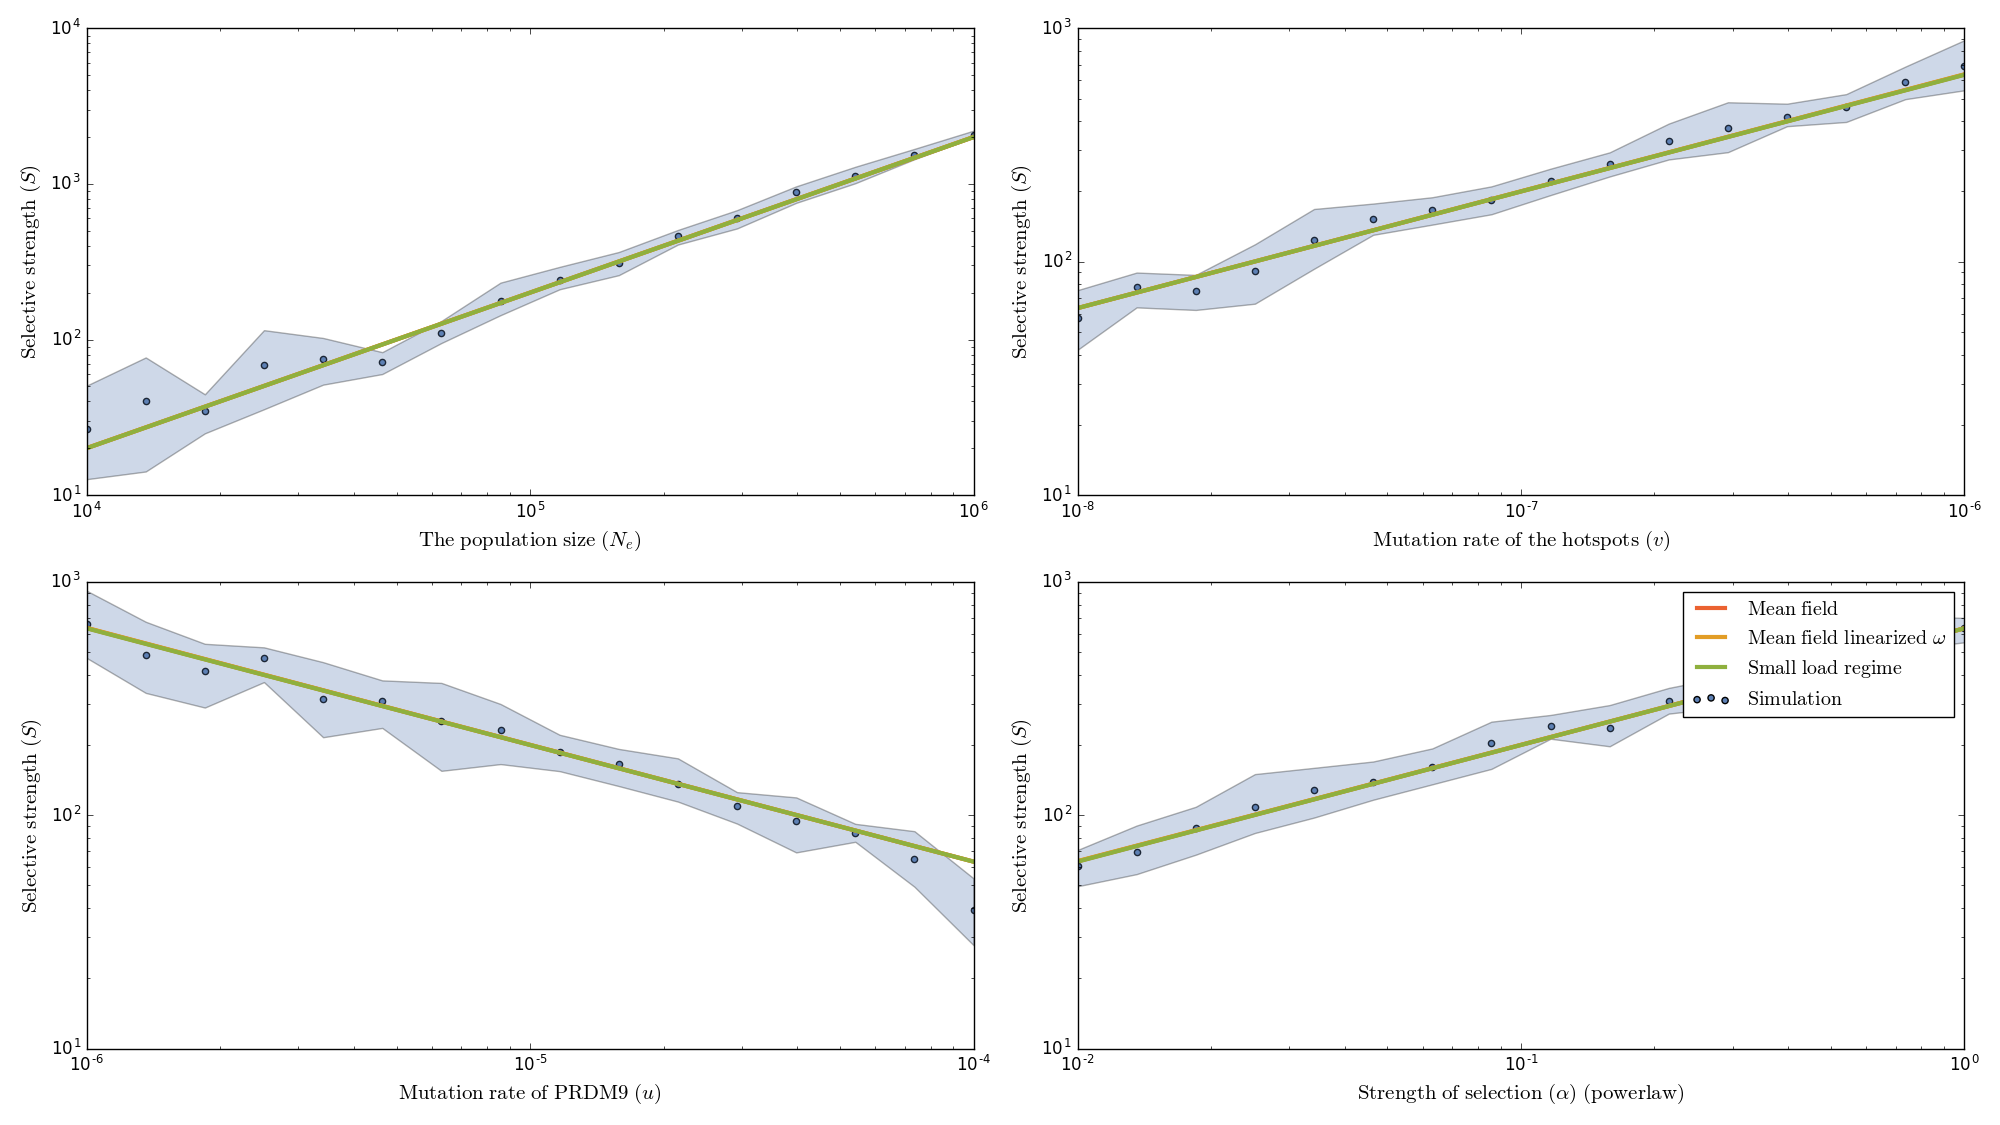 10^4
10^3
10^2
10^1
Selective strength (S)
10^4 10^5 10^6
The population size (N_e)
10^3
10^2
10^1
Selective strength (S)
10^-8 10^-7 10^-6
Mutation rate of the hotspots (v)
10^3
10^2
10^1
Selective strength (S)
10^-6 10^-5 10^-4
Mutation rate of PRDM9 (u)
10^3
10^2
10^1
Selective strength (S)
Mean field
Mean field linearized ω
Small load regime
Simulation
10^-2 10^-1 10^0
Strength of selection (α) (powerlaw)